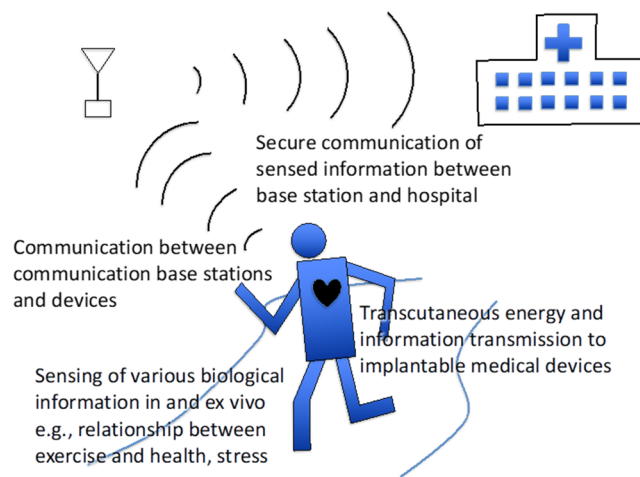 Secure communication of
sensed information between
base station and hospital
Communication between
communication base stations
and devices
Transcutaneous energy and
information transmission to
implantable medical devices
Sensing of various biological
information in and ex vivo
e.g., relationship between
exercise and health, stress